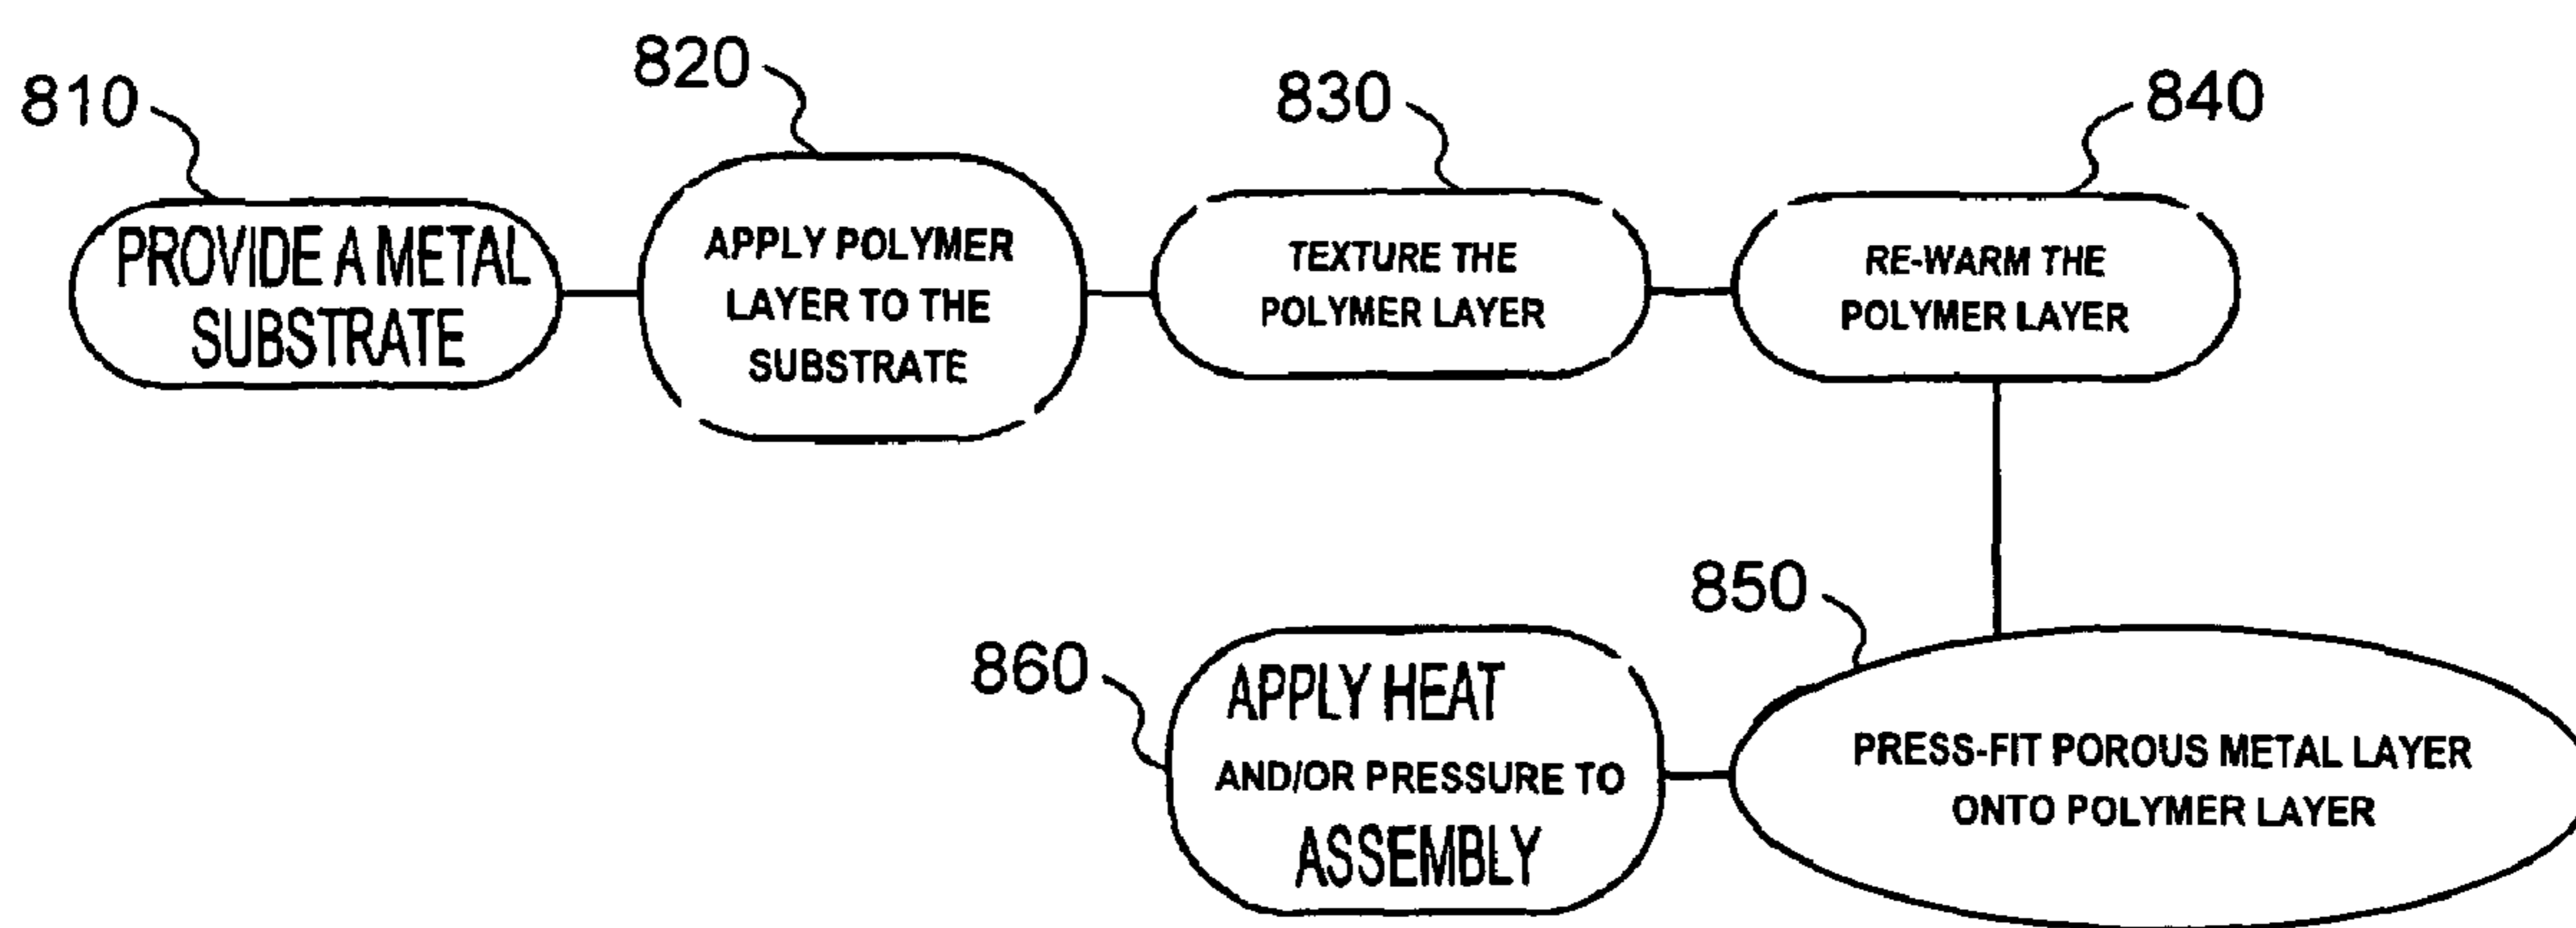 810
PROVIDE A METAL
SUBSTRATE
820
APPLY POLYMER
LAYER TO THE
SUBSTRATE
830
TEXTURE THE
POLYMER LAYER
840
RE-WARM THE
POLYMER LAYER
850
PRESS-FIT POROUS METAL LAYER
ONTO POLYMER LAYER
860
APPLY HEAT
AND/OR PRESSURE TO
ASSEMBLY